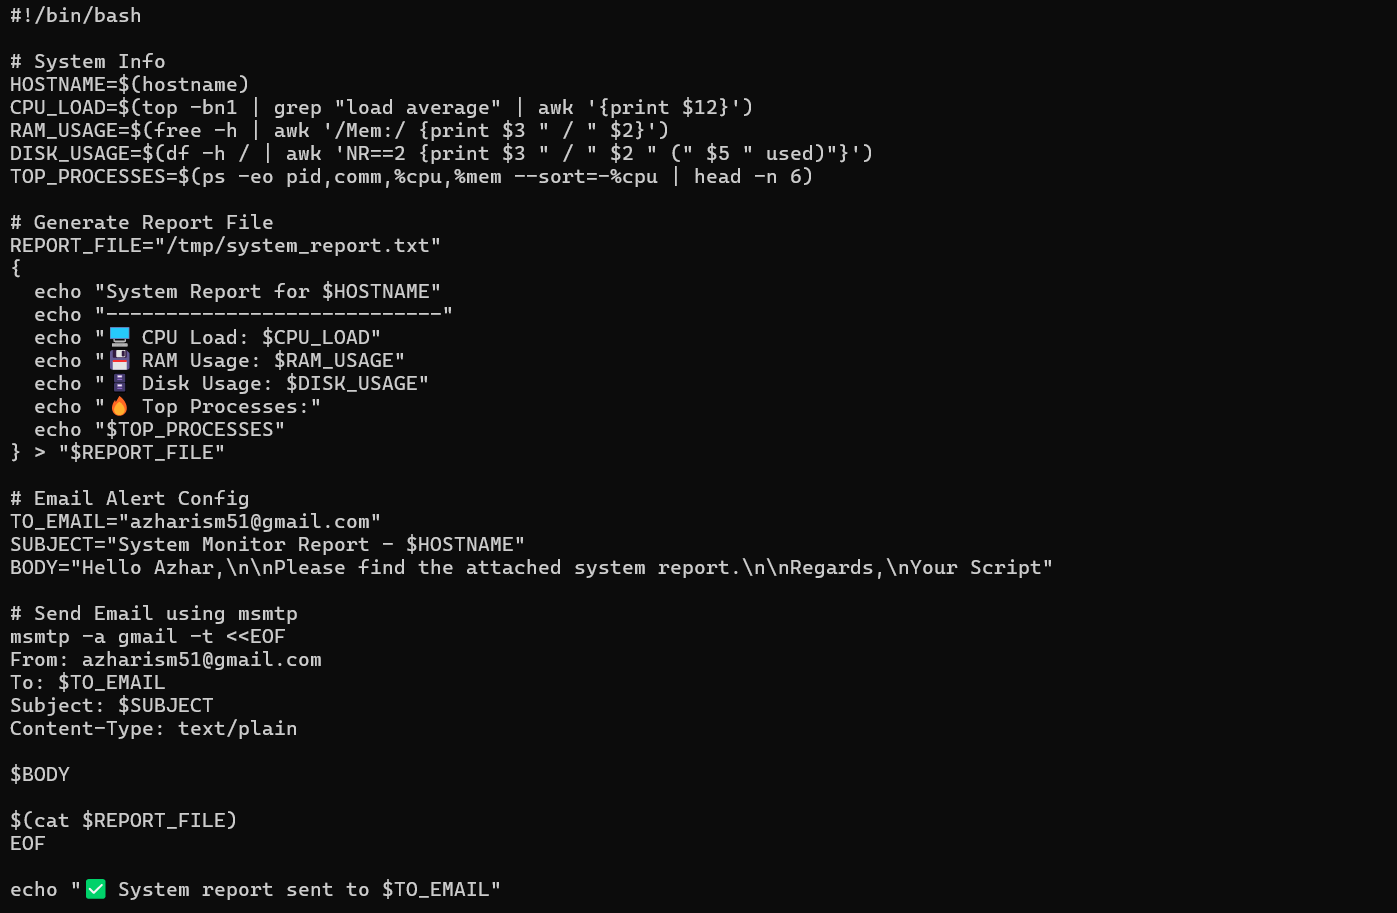 #!/bin/bash

# System Info
HOSTNAME=$(hostname)
CPU_LOAD=$(top -bn1 | grep "load average" | awk '{print $12}')
RAM_USAGE=$(free -h | awk '/Mem:/ {print $3 " / " $2}')
DISK_USAGE=$(df -h / | awk 'NR==2 {print $3 " / " $2 " (" $5 " used)"}')
TOP_PROCESSES=$(ps -eo pid,comm,%cpu,%mem --sort=-%cpu | head -n 6)

# Generate Report File
REPORT_FILE="/tmp/system_report.txt"
{
  echo "System Report for $HOSTNAME"
  echo "----------------------------"
  echo "🖥️ CPU Load: $CPU_LOAD"
  echo "💾 RAM Usage: $RAM_USAGE"
  echo "🗄️ Disk Usage: $DISK_USAGE"
  echo "🔥 Top Processes:"
  echo "$TOP_PROCESSES"
} > "$REPORT_FILE"

# Email Alert Config
TO_EMAIL="azharism51@gmail.com"
SUBJECT="System Monitor Report - $HOSTNAME"
BODY="Hello Azhar,\n\nPlease find the attached system report.\n\nRegards,\nYour Script"

# Send Email using msmtp
msmtp -a gmail -t <<EOF
From: azharism51@gmail.com
To: $TO_EMAIL
Subject: $SUBJECT
Content-Type: text/plain

$BODY

$(cat $REPORT_FILE)
EOF

echo "✅ System report sent to $TO_EMAIL"